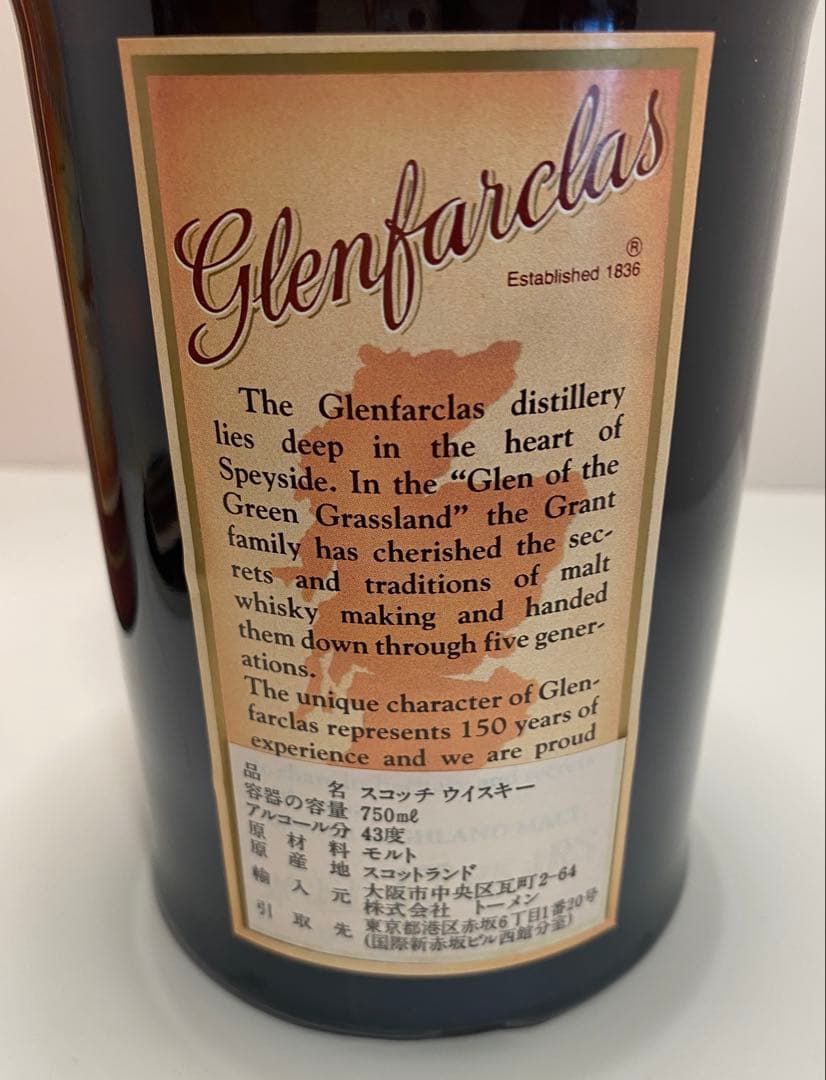 Glenfarclas
®
Established 1836
The Glenfarclas distillery
lies deep in the heart of
Speyside. In the “Glen of the
Green Grassland” the Grant
family has cherished the sec-
rets and traditions of malt
whisky making and handed
them down through five gener-
ations.
The unique character of Glen-
farclas represents 150 years of
experience and we are proud
品名 スコッチ ウイスキー
容器の容量 750mℓ
アルコール分 43度
原材料 モルト
原産地 スコットランド
輸入元 大阪市中央区瓦町2-64
株式会社 トーメン
引取先 東京都港区赤坂6丁目1番20号
(国際新赤坂ビル西館分室)